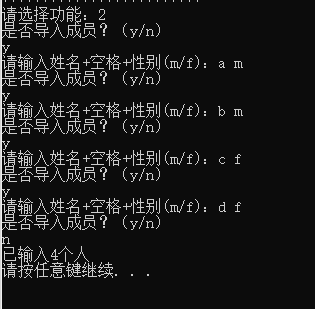 请选择功能：2
是否导入成员？ (y/n)
y
请输入姓名+空格+性别(m/f)：a m
是否导入成员？ (y/n)
y
请输入姓名+空格+性别(m/f)：b m
是否导入成员？ (y/n)
y
请输入姓名+空格+性别(m/f)：c f
是否导入成员？ (y/n)
y
请输入姓名+空格+性别(m/f)：d f
是否导入成员？ (y/n)
n
已输入4个人
请按任意键继续. . .